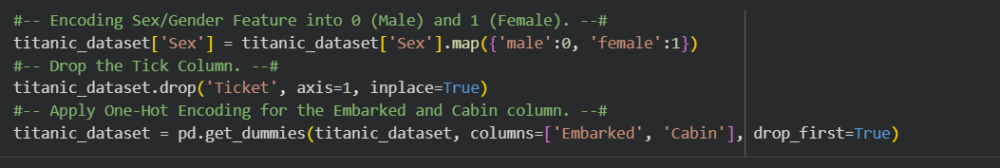 #-- Encoding Sex/Gender Feature into 0 (Male) and 1 (Female). --#
titanic_dataset['Sex'] = titanic_dataset['Sex'].map({'male':0, 'female':1})
#-- Drop the Tick Column. --#
titanic_dataset.drop('Ticket', axis=1, inplace=True)
#-- Apply One-Hot Encoding for the Embarked and Cabin column. --#
titanic_dataset = pd.get_dummies(titanic_dataset, columns=['Embarked', 'Cabin'], drop_first=True)